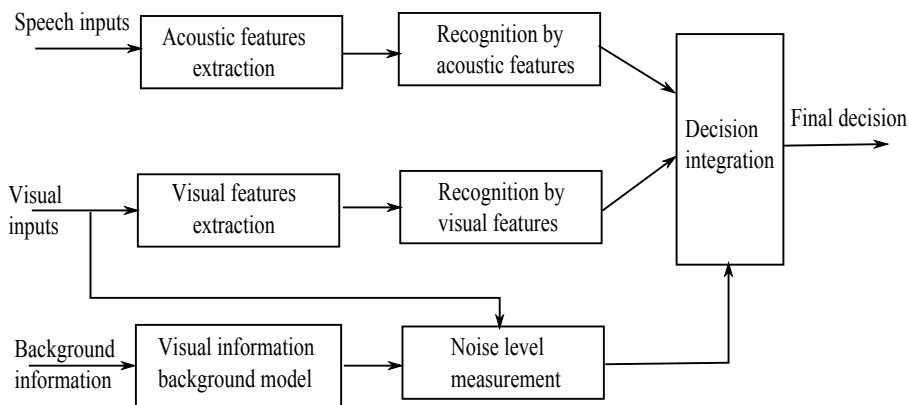 Speech inputs
Acoustic features
extraction
Recognition by
acoustic features
Decision
integration
Final decision
Visual
inputs
Visual features
extraction
Recognition by
visual features
Background
information
Visual information
background model
Noise level
measurement